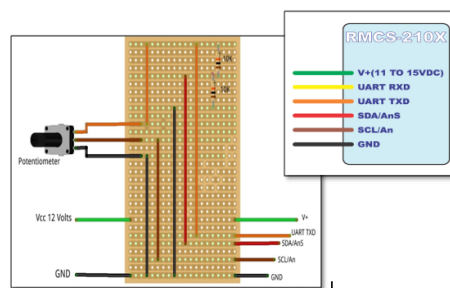 RMCS-210X
V+(11 TO 15VDC)
UART RXD
UART TXD
SDA/AnS
SCL/An
GND
10K
Potentiometer
Vcc 12 Volts
V+
UART TXD
SDA/AnS
SCL/An
GND
GND